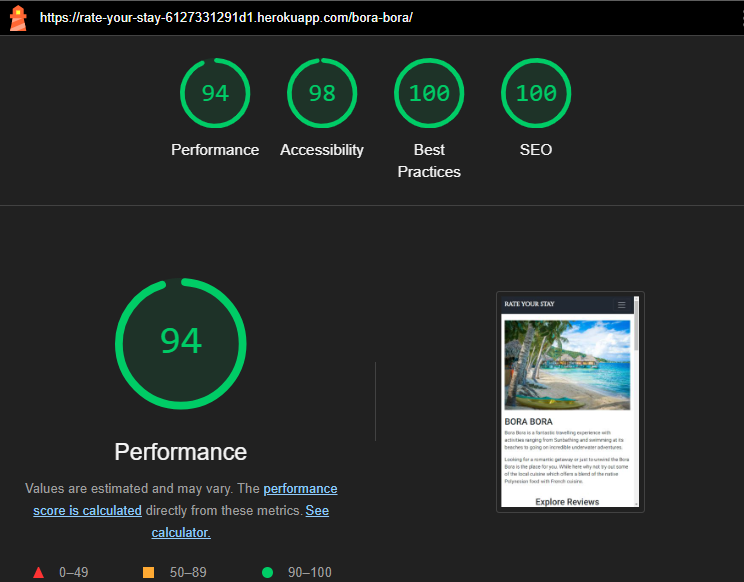 https://rate-your-stay-6127331291d1.herokuapp.com/bora-bora/
94
98
100
100
Performance
Accessibility
Best
Practices
SEO
94
Performance
Values are estimated and may vary. The performance
score is calculated directly from these metrics. See
calculator.
0–49
50–89
90–100
RATE YOUR STAY
BORA BORA
Bora Bora is a fantastic travelling experience with
activities ranging from Sunbathing and swimming at its
beaches to going on incredible underwater adventures.
Looking for a romantic getaway or just to unwind the Bora
Bora is the place for you. While here why not try out some
of the local cuisine which offers a blend of the native
Polynesian food with French cuisine.
Explore Reviews